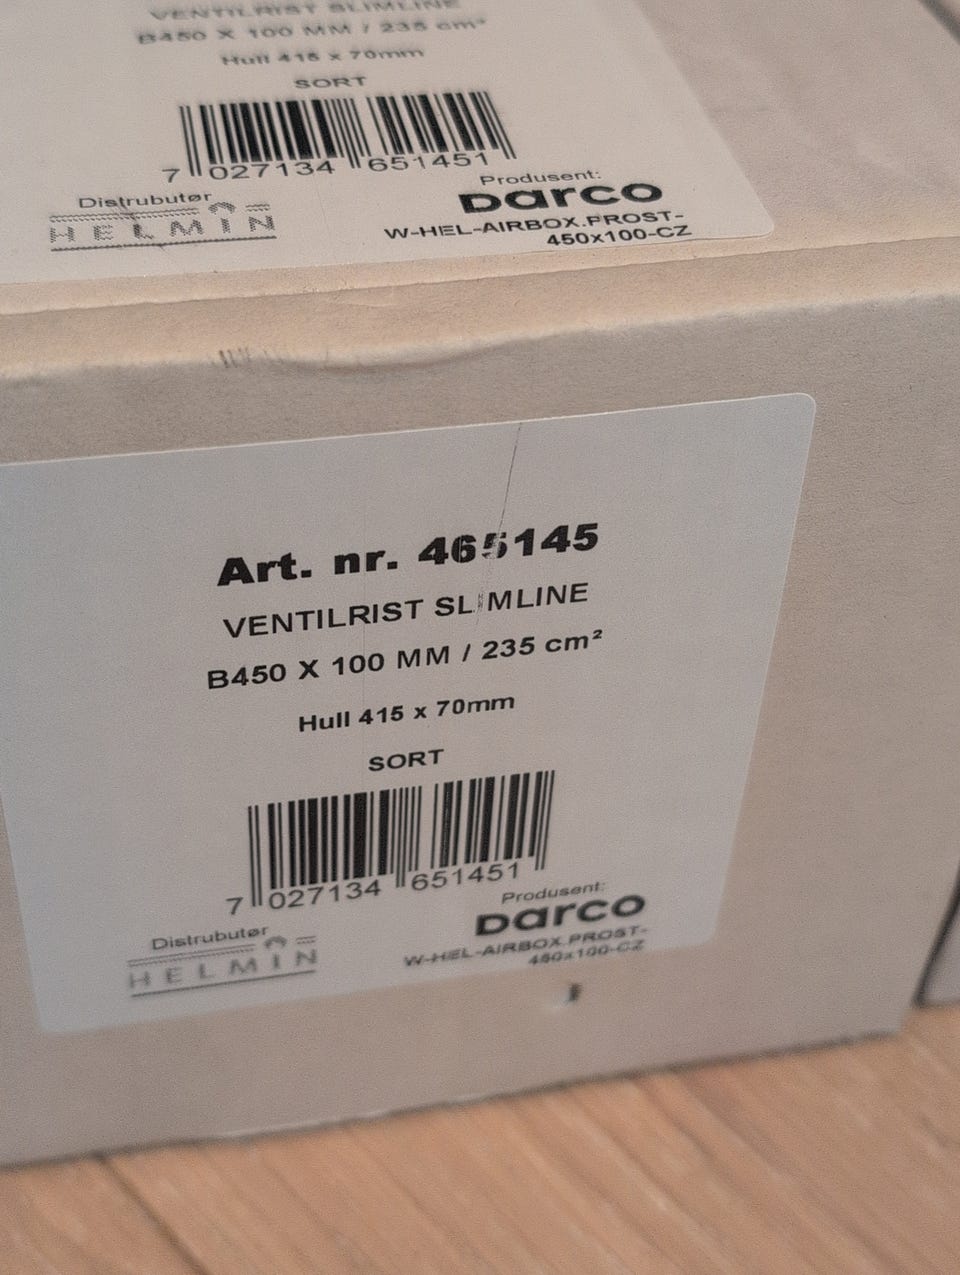 VENTILRIST SLIMLINE
B450 X 100 MM / 235 cm²
Hull 415 x 70mm
SORT
7 027134 651451
Distrubutør
HELMIN
Produsent:
Darco
W-HEL-AIRBOX.PROST-
450x100-CZ
Art. nr. 465145
VENTILRIST SLIMLINE
B450 X 100 MM / 235 cm²
Hull 415 x 70mm
SORT
7 027134 651451
Distrubutør
HELMIN
Produsent:
Darco
W-HEL-AIRBOX.PROST-
450x100-CZ